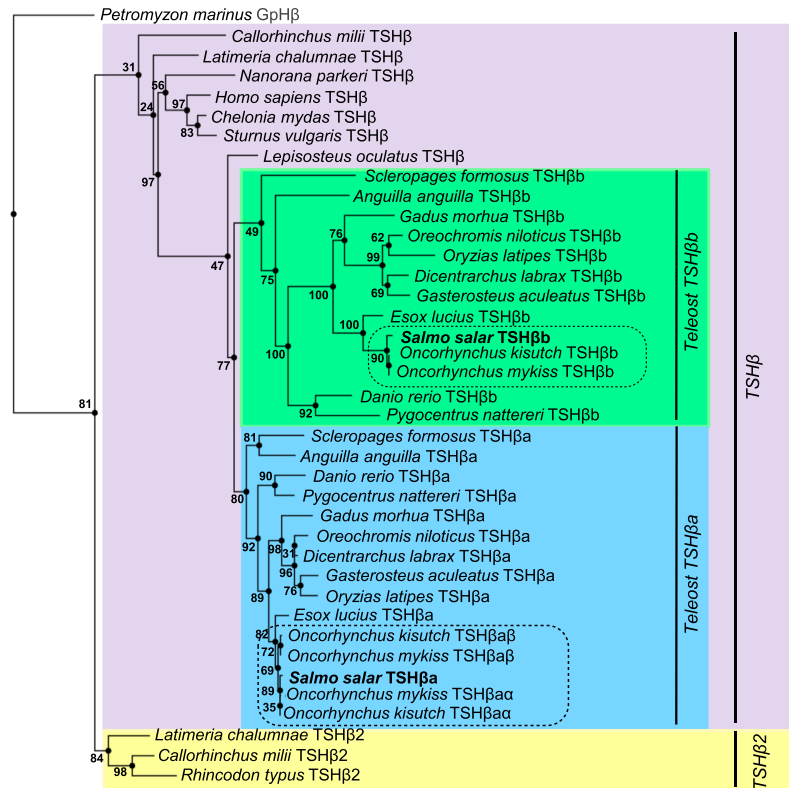 Petromyzon marinus GpHβ
Callorhinchus milii TSHβ
31
Latimeria chalumnae TSHβ
Nanorana parkeri TSHβ
56
Homo sapiens TSHβ
24
97
Chelonia mydas TSHβ
83
Sturnus vulgaris TSHβ
Lepisosteus oculatus TSHβ
97
Scleropages formosus TSHβb
Anguilla anguilla TSHβb
Gadus morhua TSHβb
49
76
62
Oreochromis niloticus TSHβb
Oryzias latipes TSHβb
99
47
75
Dicentrarchus labrax TSHβb
100
69
Gasterosteus aculeatus TSHβb
Esox lucius TSHβb
100
Salmo salar TSHβb
100
90
Oncorhynchus kisutch TSHβb
77
Oncorhynchus mykiss TSHβb
Danio rerio TSHβb
81
92
Pygocentrus nattereri TSHβb
Teleost TSHβb
TSHβ
81
Scleropages formosus TSHβa
Anguilla anguilla TSHβa
90
Danio rerio TSHβa
80
Pygocentrus nattereri TSHβa
Gadus morhua TSHβa
Oreochromis niloticus TSHβa
92
98
31
Dicentrarchus labrax TSHβa
96
Gasterosteus aculeatus TSHβa
76
89
Oryzias latipes TSHβa
Esox lucius TSHβa
82
Oncorhynchus kisutch TSHβaβ
72
Oncorhynchus mykiss TSHβaβ
69
Salmo salar TSHβa
89
Oncorhynchus mykiss TSHβaα
35
Oncorhynchus kisutch TSHβaα
Teleost TSHβa
Latimeria chalumnae TSHβ2
84
Callorhinchus milii TSHβ2
98
Rhincodon typus TSHβ2
TSHβ2